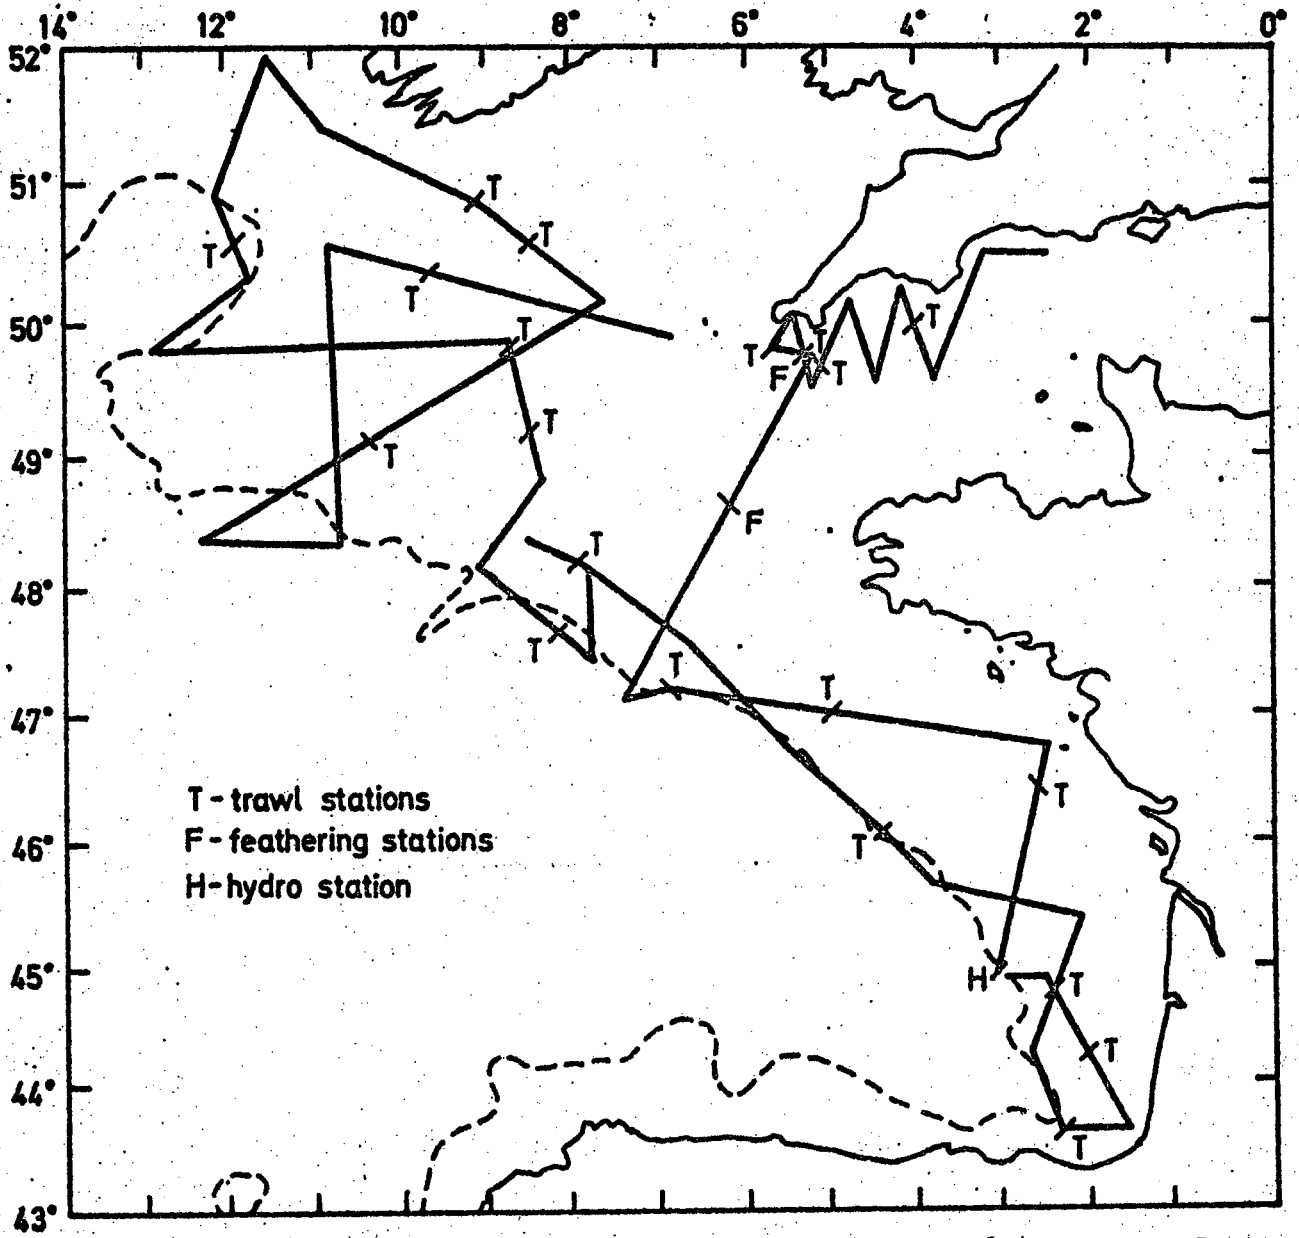 14° 12° 10° 8° 6° 4° 2° 0°
52°
T
51°
T
T
T
50°
T
T
T
T
F
T
T
T
49°
T
F
T
48°
T
T
T
47°
T
T-trawl stations
F-feathering stations
T
46°
H-hydro station
45°
H
T
T
44°
T
43°